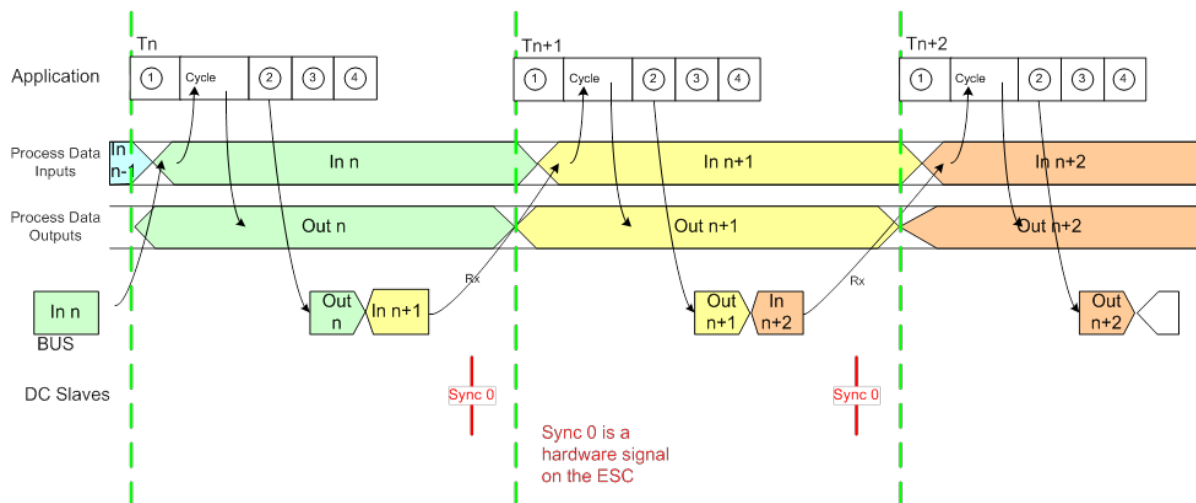 Tn
Tn+1
Tn+2
Application
1 Cycle 2 3 4
1 Cycle 2 3 4
1 Cycle 2 3 4
Process Data
Inputs
In
n-1
In n
In n+1
In n+2
Process Data
Outputs
Out n
Out n+1
Out n+2
Rx
Rx
In n
BUS
Out
n
In n+1
Out
n+1
In
n+2
Out
n+2
DC Slaves
Sync 0
Sync 0
Sync 0 is a
hardware signal
on the ESC